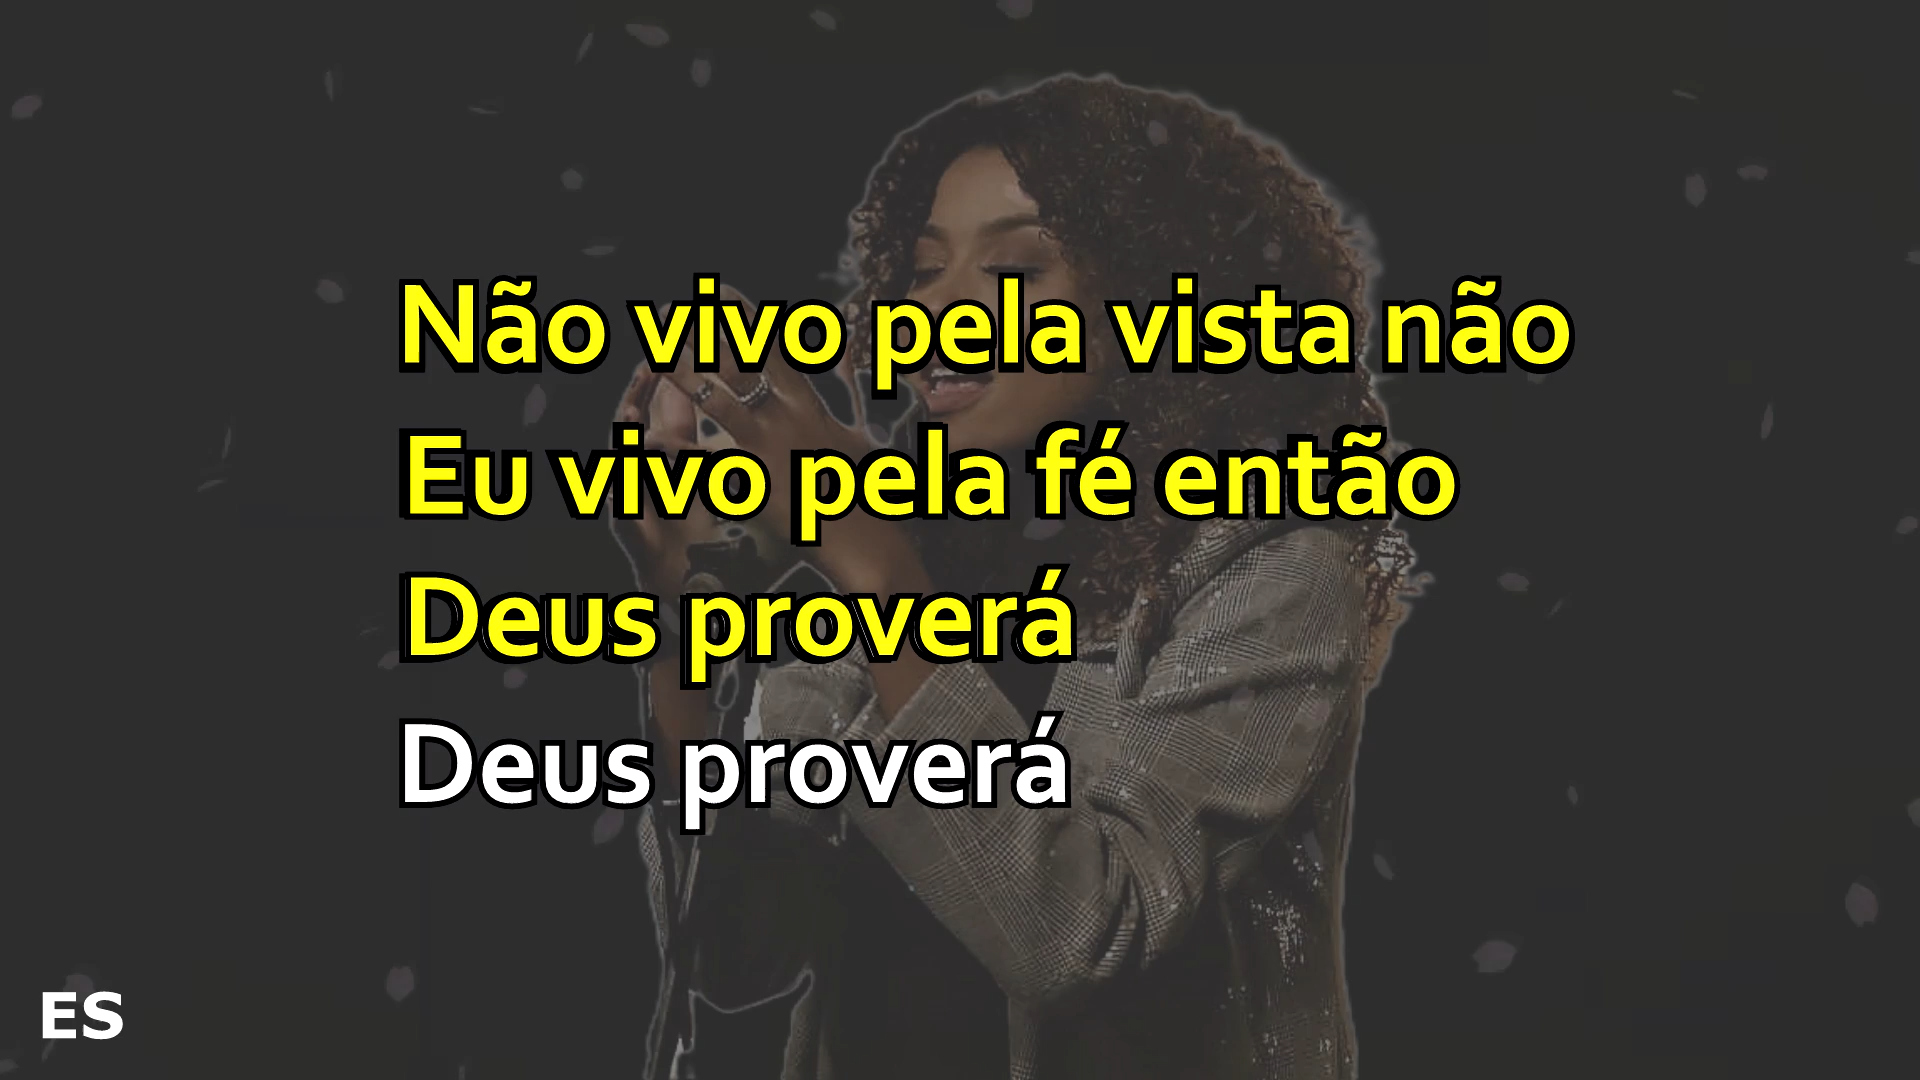 Não vivo pela vista não
Eu vivo pela fé então
Deus proverá
Deus proverá
ES